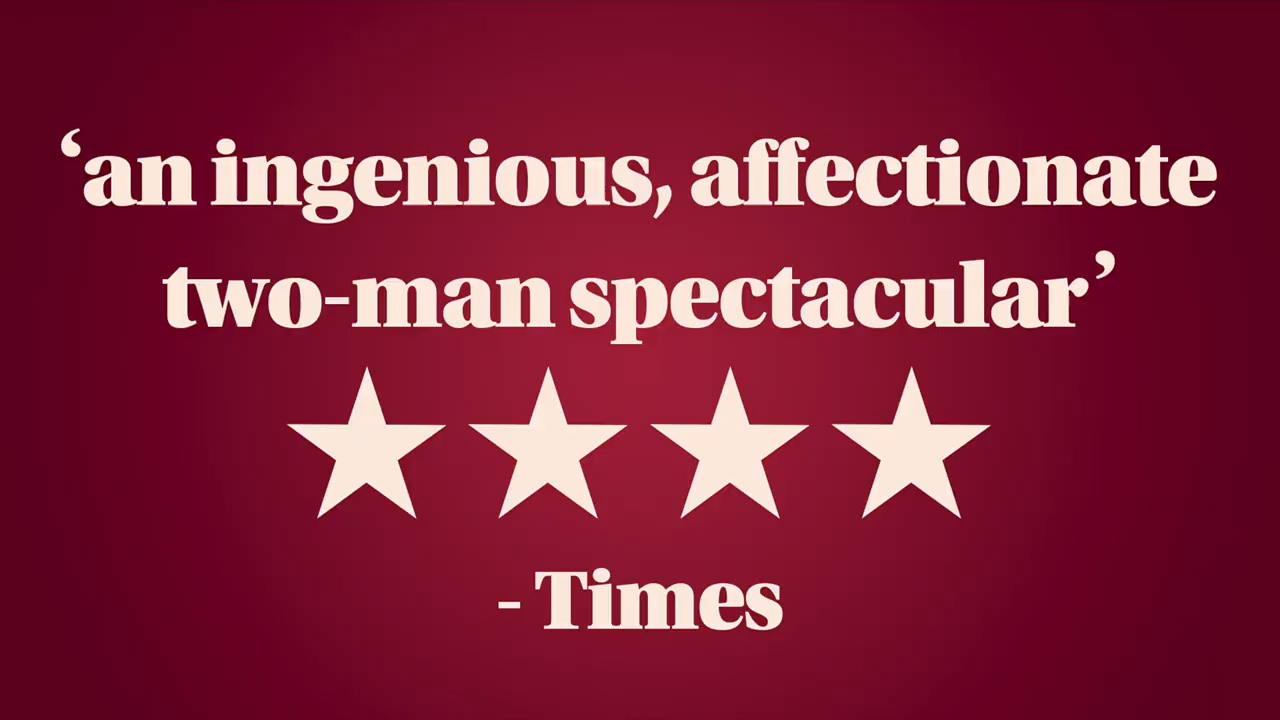 ‘an ingenious, affectionate
two-man spectacular’
- Times